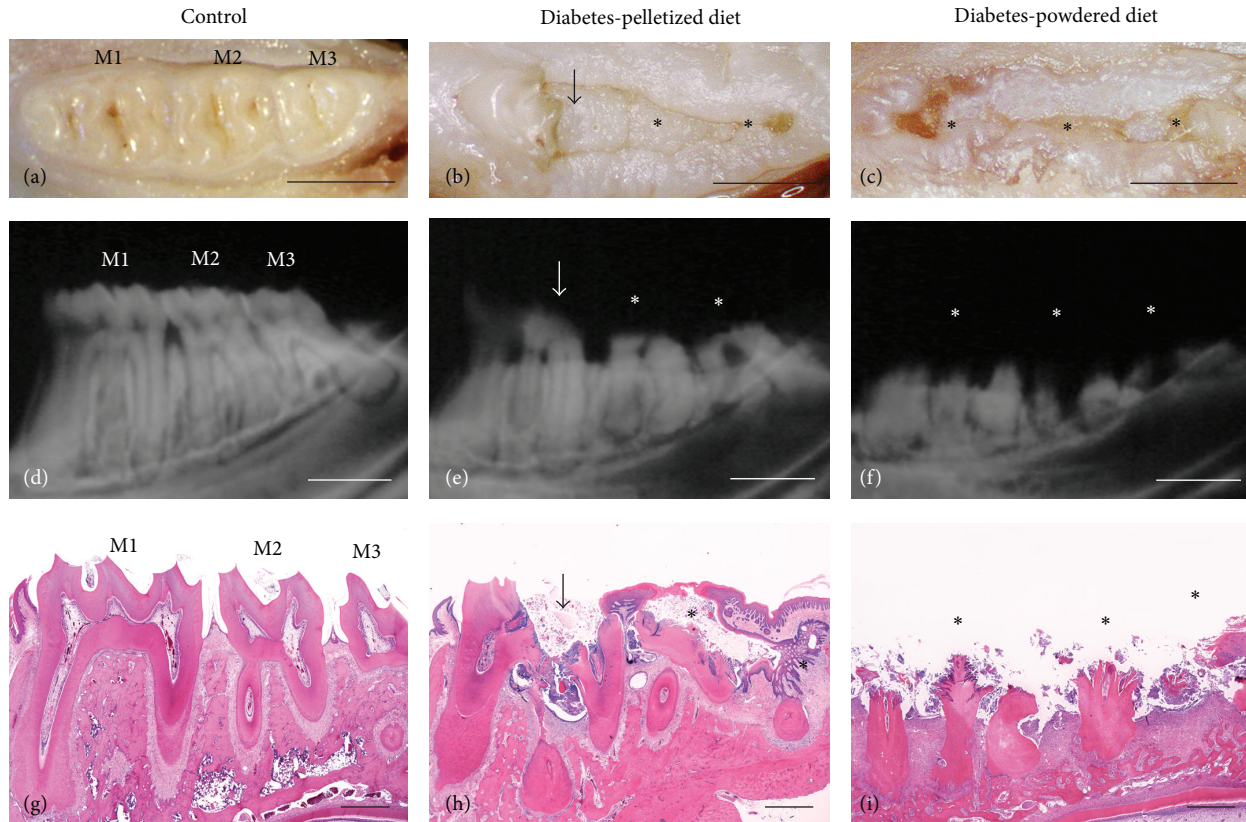 Control
Diabetes-pelletized diet
Diabetes-powdered diet
M1
M2
M3
*
*
*
*
*
(a)
(b)
(c)
M1
M2
M3
*
*
*
*
*
(d)
(e)
(f)
M1
M2
M3
*
*
*
*
*
(g)
(h)
(i)